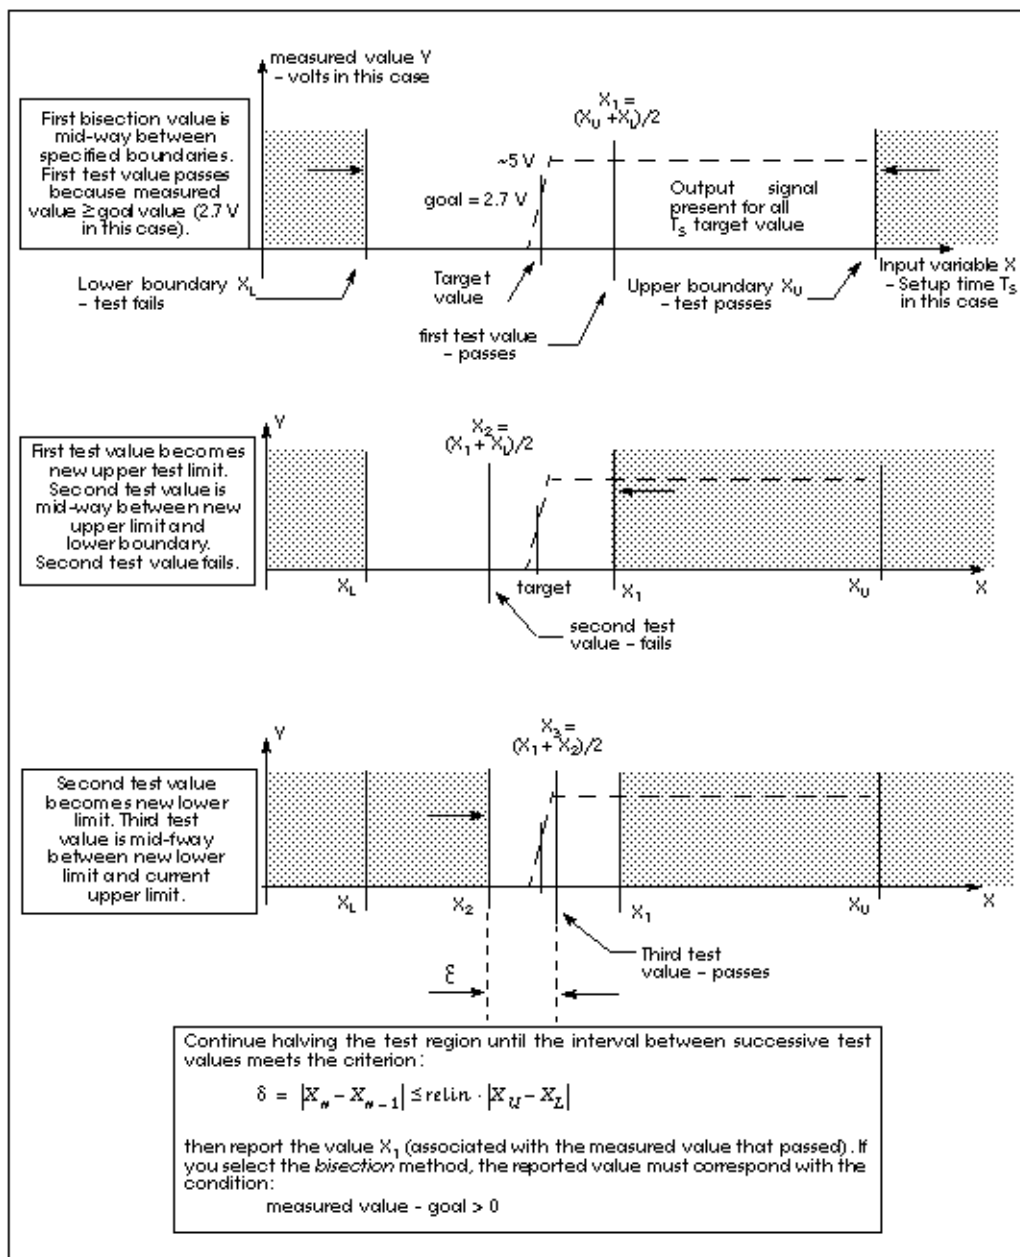 measured value Y
– volts in this case
First bisection value is
mid-way between
specified boundaries.
First test value passes
because measured
value ≥ goal value (2.7 V
in this case).
X1 =
(XU +XL)/2
~5 V
goal = 2.7 V
Output signal
present for all
TS target value
Lower boundary XL
– test fails
Target
value
first test value
– passes
Upper boundary XU
– test passes
Input variable X
– Setup time TS
in this case
First test value becomes
new upper test limit.
Second test value is
mid-way between new
upper limit and
lower boundary.
Second test value fails.
Y
X2 =
(X1 + XL)/2
XL
target
X1
XU
X
second test
value – fails
Second test value
becomes new lower
limit. Third test
value is mid-fway
between new lower
limit and current
upper limit.
Y
X3 =
(X1 + X2)/2
XL
X2
X1
XU
X
Third test
value – passes
ε
Continue halving the test region until the interval between successive test
values meets the criterion:
δ = |Xn – Xn – 1| ≤ relin · |XU – XL|
then report the value X1 (associated with the measured value that passed). If
you select the bisection method, the reported value must correspond with the
condition:
measured value - goal > 0